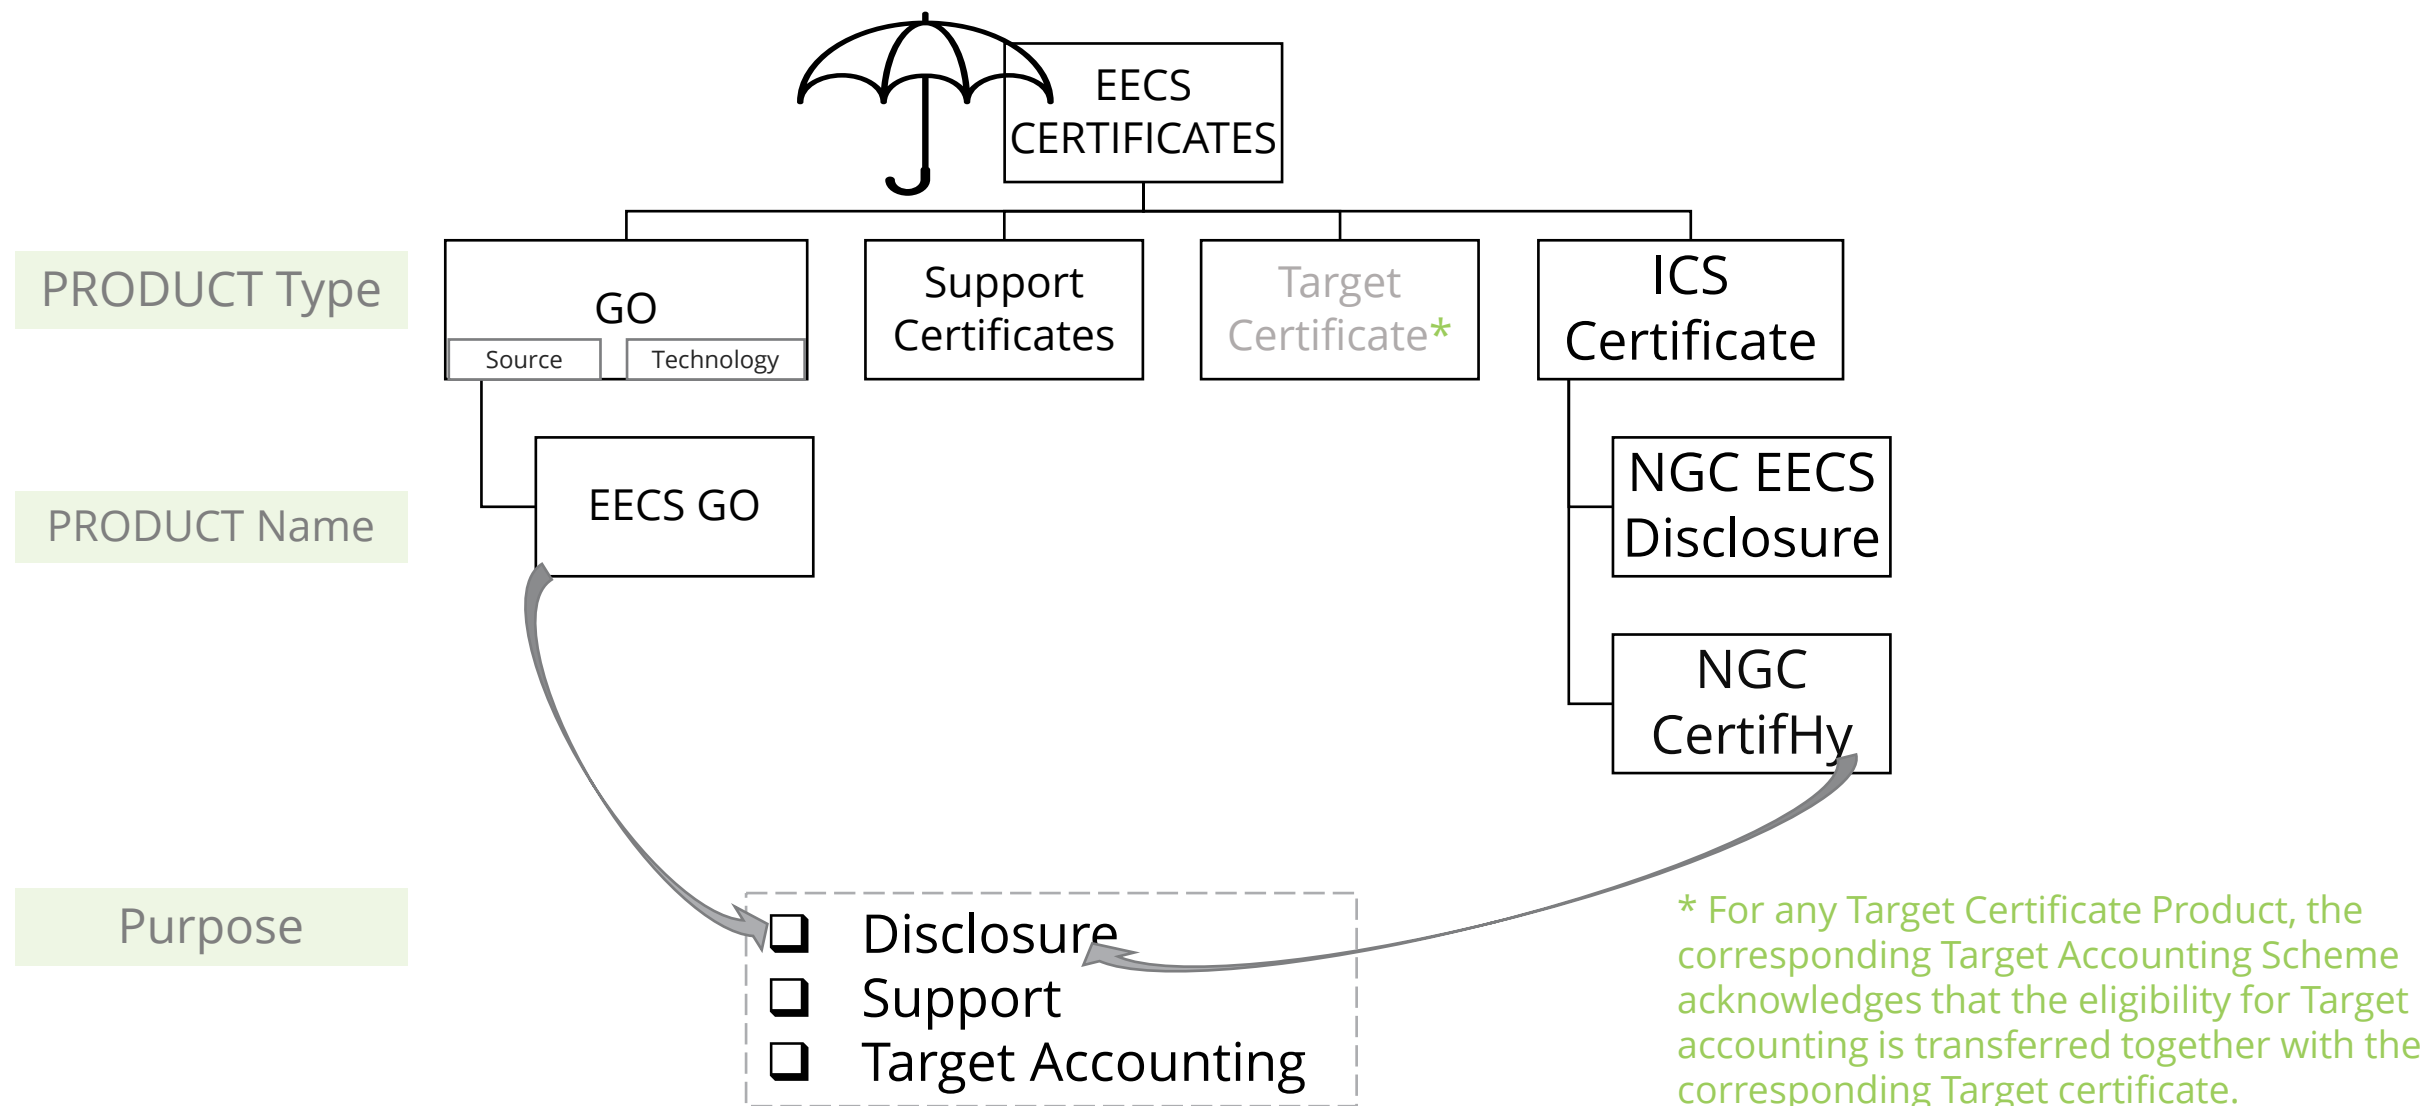 EECS
CERTIFICATES
PRODUCT Type
GO
Source
Technology
Support
Certificates
Target
Certificate*
ICS
Certificate
PRODUCT Name
EECS GO
NGC EECS
Disclosure
NGC
CertifHy
Purpose
Disclosure
Support
Target Accounting
* For any Target Certificate Product, the
corresponding Target Accounting Scheme
acknowledges that the eligibility for Target
accounting is transferred together with the
corresponding Target certificate.